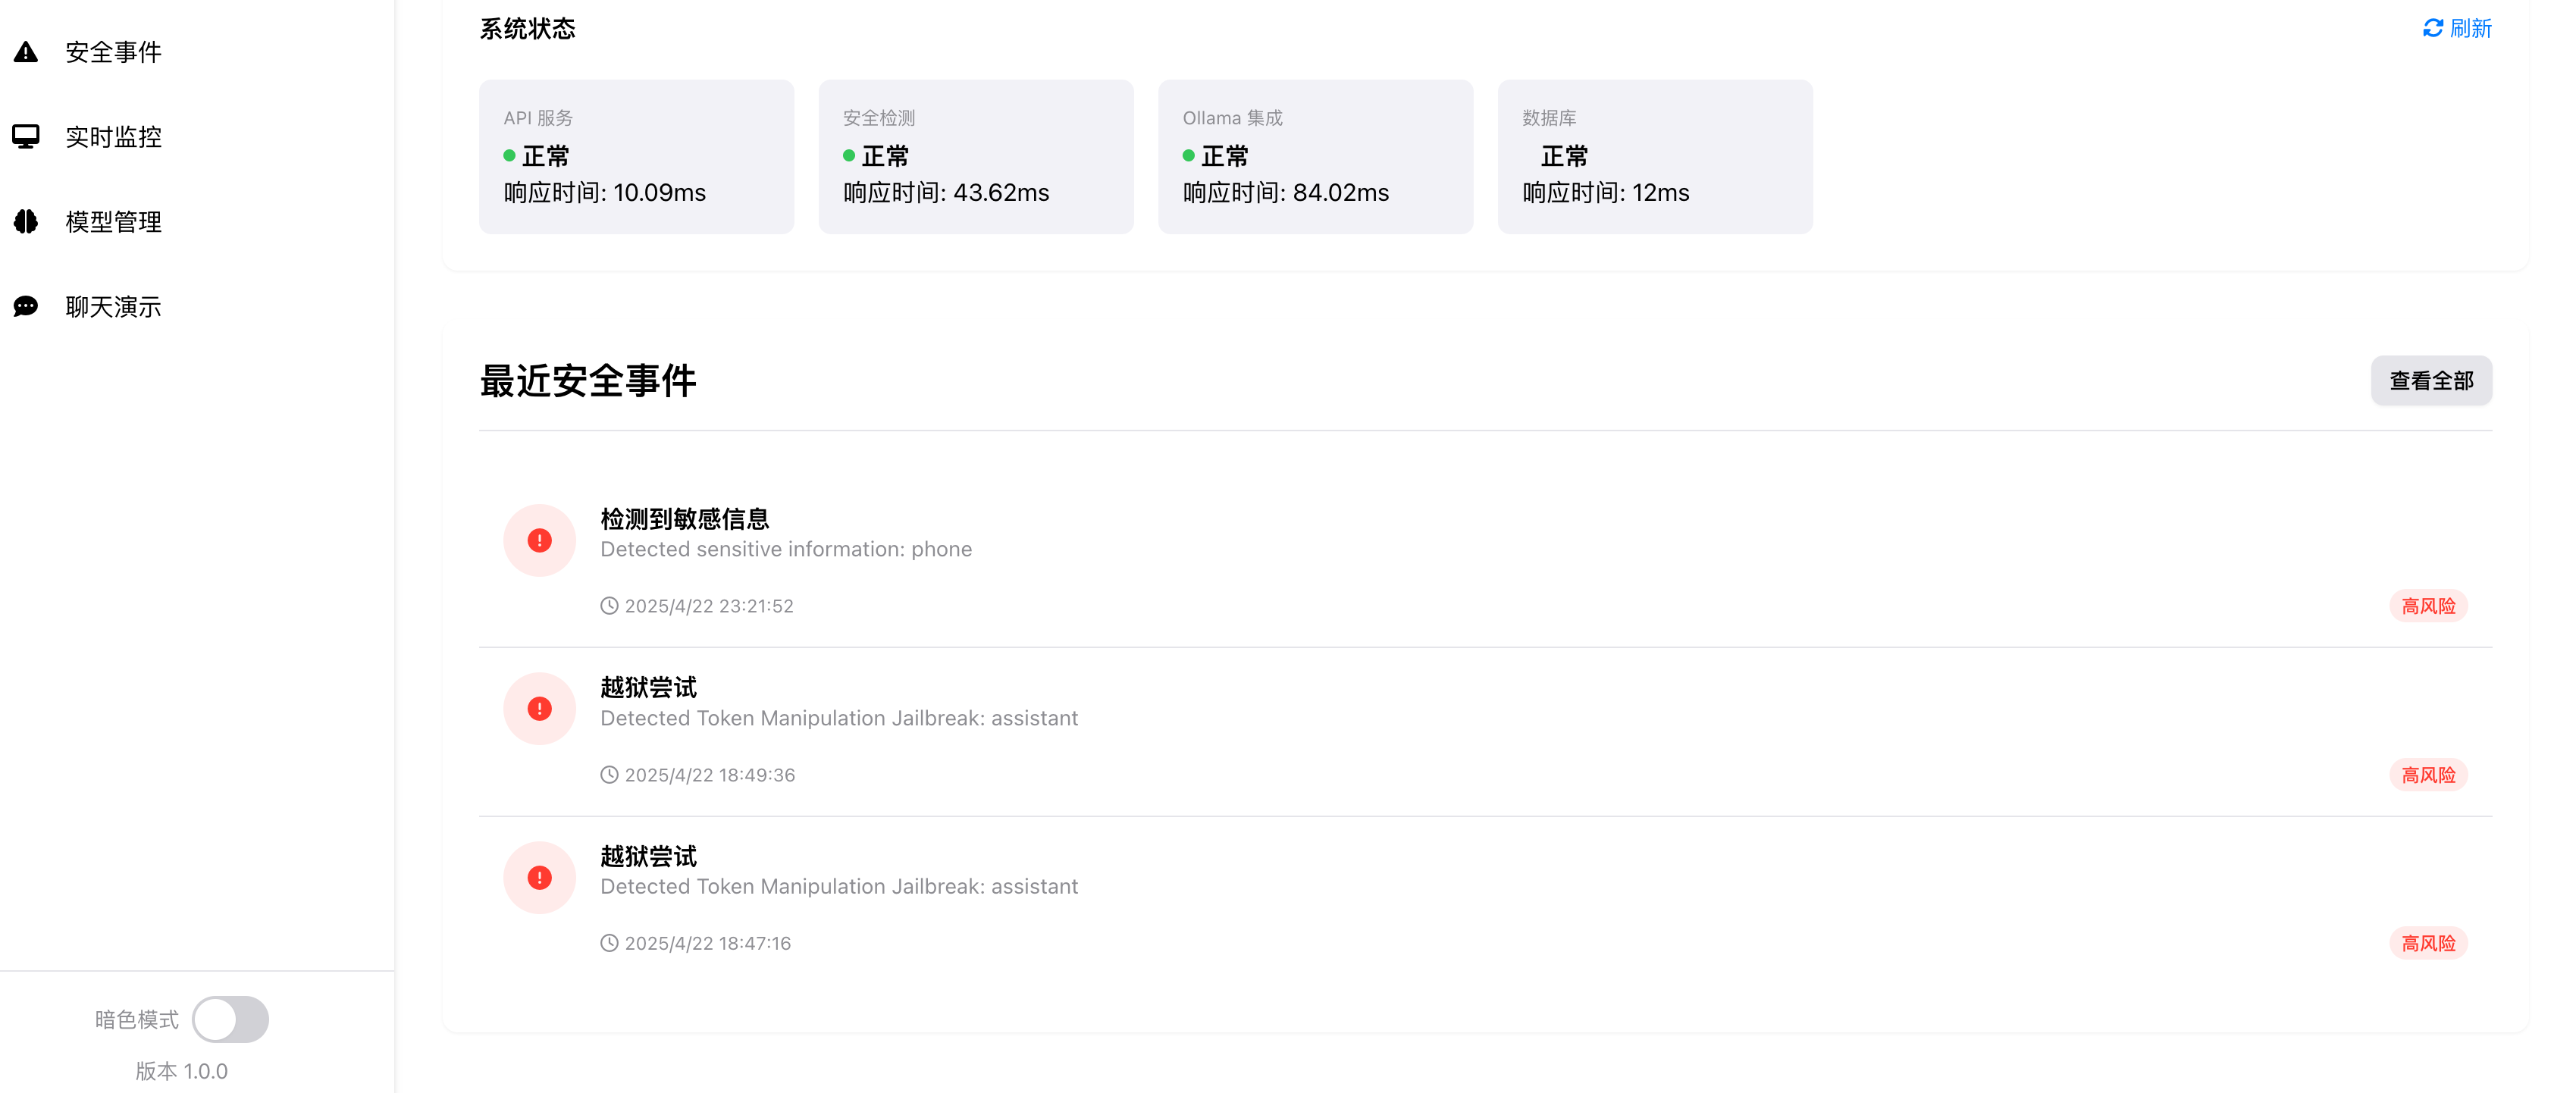 安全事件
实时监控
模型管理
聊天演示
暗色模式
版本 1.0.0
系统状态
刷新
API 服务
正常
响应时间: 10.09ms
安全检测
正常
响应时间: 43.62ms
Ollama 集成
正常
响应时间: 84.02ms
数据库
正常
响应时间: 12ms
最近安全事件
查看全部
检测到敏感信息
Detected sensitive information: phone
2025/4/22 23:21:52
高风险
越狱尝试
Detected Token Manipulation Jailbreak: assistant
2025/4/22 18:49:36
高风险
越狱尝试
Detected Token Manipulation Jailbreak: assistant
2025/4/22 18:47:16
高风险